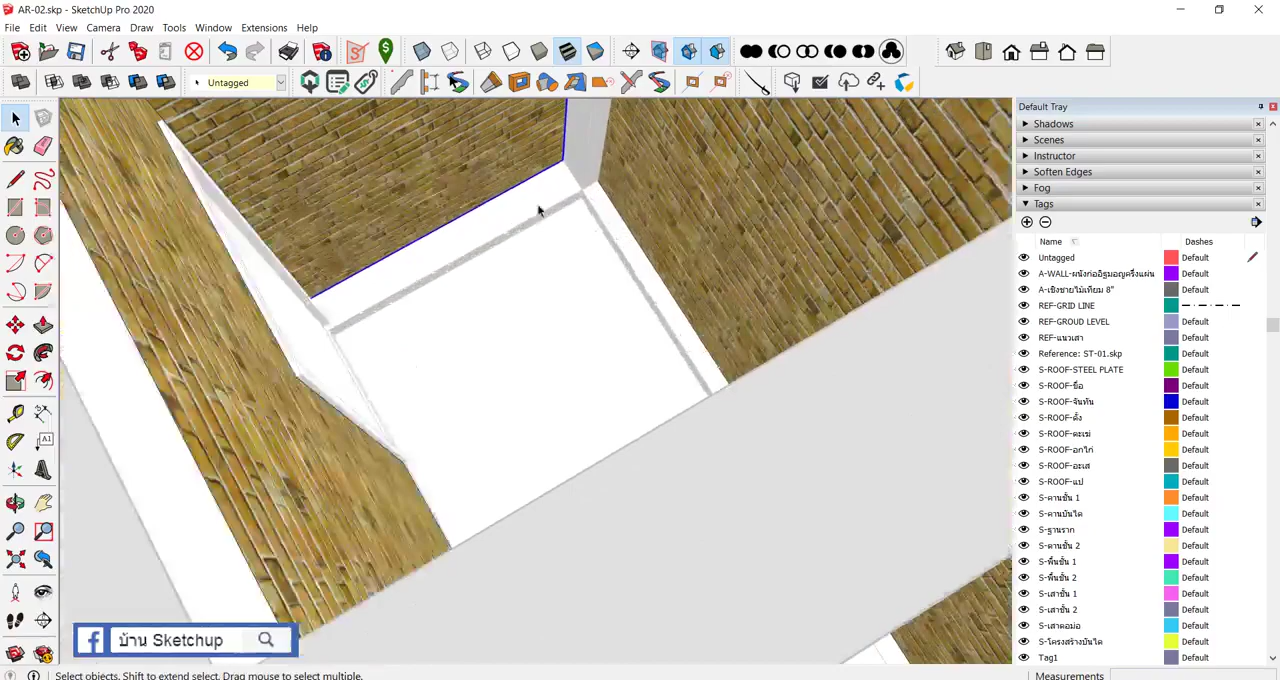 AR-02.skp - SketchUp Pro 2020
File Edit View Camera Draw Tools Window Extensions Help
Untagged
Default Tray
Shadows
Scenes
Instructor
Soften Edges
Fog
Tags
Name Dashes
Untagged
A-WALL-ผนังก่ออิฐมอญครึ่งแผ่น
A-เชิงชายไม้เทียม 8"
REF-GRID LINE
REF-GROUD LEVEL Default
REF-แนวเสา Default
Reference: ST-01.skp Default
S-ROOF-STEEL PLATE Default
S-ROOF-ขื่อ Default
S-ROOF-จันทัน Default
S-ROOF-ดั้ง Default
S-ROOF-ตะเข้ Default
S-ROOF-อกไก่ Default
S-ROOF-อะเส Default
S-ROOF-แป Default
S-คานชั้น 1 Default
S-คานบันได Default
S-ฐานราก Default
S-คานชั้น 2 Default
S-พื้นชั้น 1 Default
S-พื้นชั้น 2 Default
S-เสาชั้น 1 Default
S-เสาชั้น 2 Default
S-เสาตอม่อ Default
S-โครงสร้างบันได Default
Tag1 Default
A1
f บ้าน Sketchup
Select objects. Shift to extend select. Drag mouse to select multiple.
Measurements